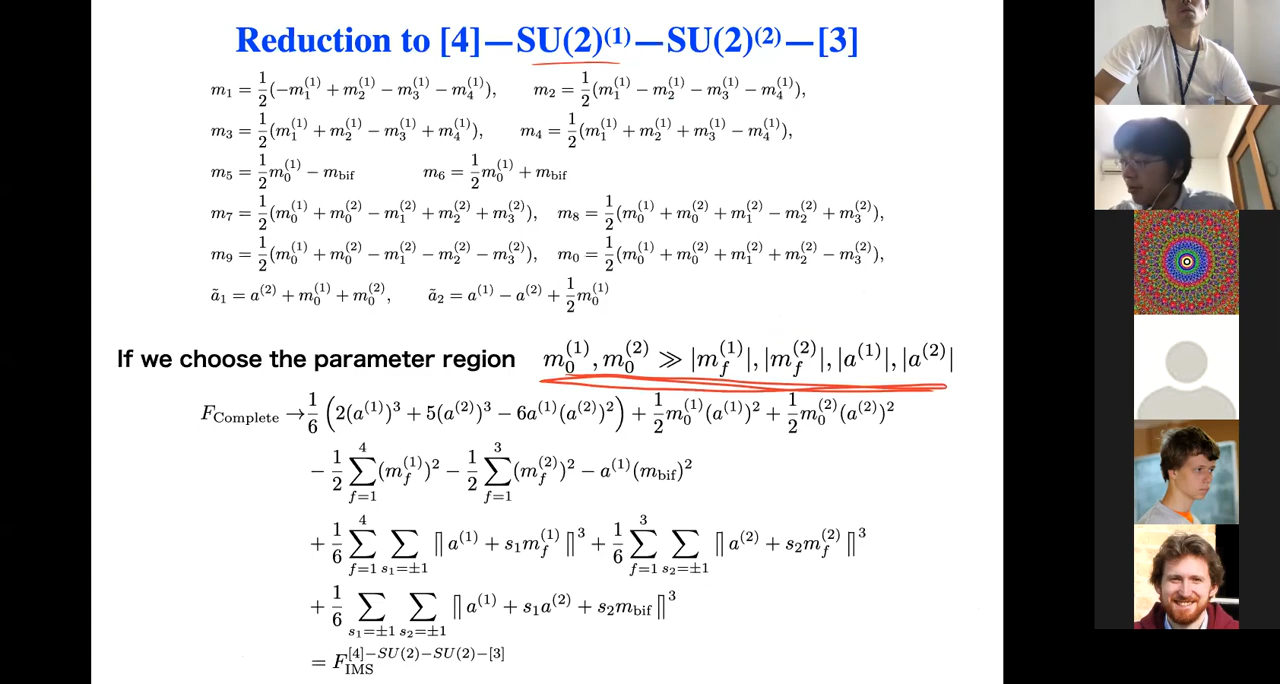 Reduction to [4]—SU(2)⁽¹⁾—SU(2)⁽²⁾—[3]
m₁ = ½(−m₁⁽¹⁾ + m₂⁽¹⁾ − m₃⁽¹⁾ − m₄⁽¹⁾), m₂ = ½(m₁⁽¹⁾ − m₂⁽¹⁾ − m₃⁽¹⁾ − m₄⁽¹⁾),
m₃ = ½(m₁⁽¹⁾ + m₂⁽¹⁾ − m₃⁽¹⁾ + m₄⁽¹⁾), m₄ = ½(m₁⁽¹⁾ + m₂⁽¹⁾ + m₃⁽¹⁾ − m₄⁽¹⁾),
m₅ = ½m₀⁽¹⁾ − m_bif m₆ = ½m₀⁽¹⁾ + m_bif
m₇ = ½(m₀⁽¹⁾ + m₀⁽²⁾ − m₁⁽²⁾ + m₂⁽²⁾ + m₃⁽²⁾), m₈ = ½(m₀⁽¹⁾ + m₀⁽²⁾ + m₁⁽²⁾ − m₂⁽²⁾ + m₃⁽²⁾),
m₉ = ½(m₀⁽¹⁾ + m₀⁽²⁾ − m₁⁽²⁾ − m₂⁽²⁾ − m₃⁽²⁾), m₀ = ½(m₀⁽¹⁾ + m₀⁽²⁾ + m₁⁽²⁾ + m₂⁽²⁾ − m₃⁽²⁾),
ã₁ = a⁽²⁾ + m₀⁽¹⁾ + m₀⁽²⁾, ã₂ = a⁽¹⁾ − a⁽²⁾ + ½m₀⁽¹⁾
If we choose the parameter region m₀⁽¹⁾, m₀⁽²⁾ ≫ |m_f⁽¹⁾|, |m_f⁽²⁾|, |a⁽¹⁾|, |a⁽²⁾|
F_Complete → 1/6 (2(a⁽¹⁾)³ + 5(a⁽²⁾)³ − 6a⁽¹⁾(a⁽²⁾)²) + ½m₀⁽¹⁾(a⁽¹⁾)² + ½m₀⁽²⁾(a⁽²⁾)²
− ½ ∑_{f=1}^{4} (m_f⁽¹⁾)² − ½ ∑_{f=1}^{3} (m_f⁽²⁾)² − a⁽¹⁾(m_bif)²
+ 1/6 ∑_{f=1}^{4} ∑_{s₁=±1} ⟦a⁽¹⁾ + s₁m_f⁽¹⁾⟧³ + 1/6 ∑_{f=1}^{3} ∑_{s₂=±1} ⟦a⁽²⁾ + s₂m_f⁽²⁾⟧³
+ 1/6 ∑_{s₁=±1} ∑_{s₂=±1} ⟦a⁽¹⁾ + s₁a⁽²⁾ + s₂m_bif⟧³
= F_IMS^{[4]−SU(2)−SU(2)−[3]}